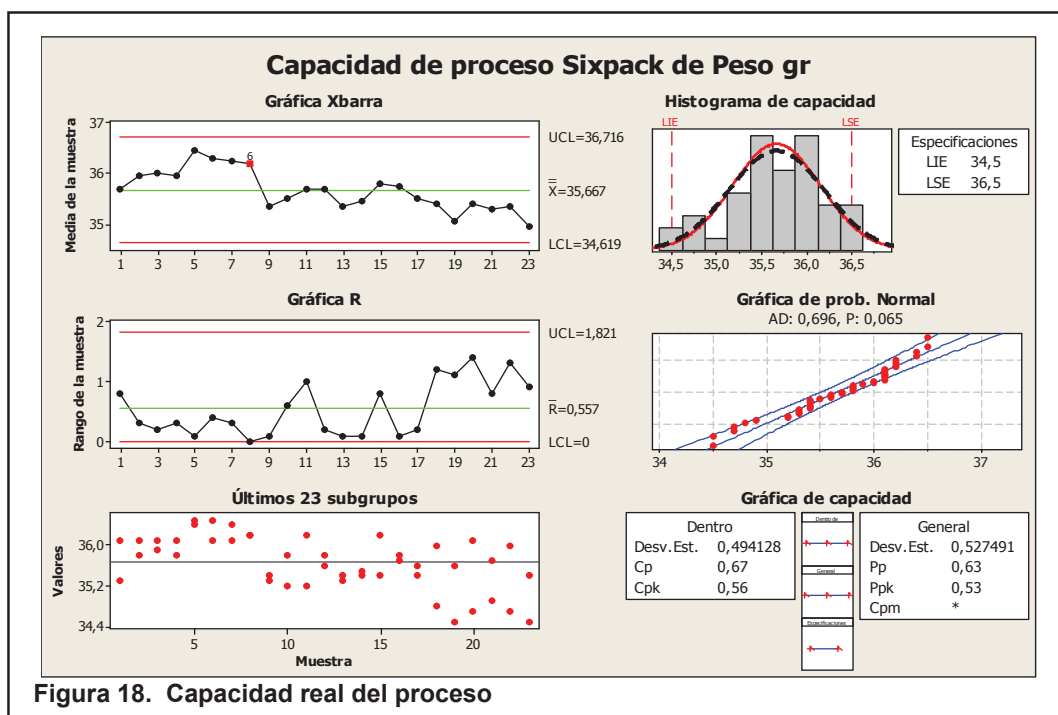 Capacidad de proceso Sixpack de Peso gr
Gráfica Xbarra
Media de la muestra
37
36
35
1 3 5 7 9 11 13 15 17 19 21 23
6
UCL=36,716
X=35,667
LCL=34,619
Gráfica R
Rango de la muestra
2
1
0
1 3 5 7 9 11 13 15 17 19 21 23
UCL=1,821
R=0,557
LCL=0
Últimos 23 subgrupos
Valores
36,0
35,2
34,4
5 10 15 20
Muestra
Histograma de capacidad
LIE LSE
34,5 35,0 35,5 36,0 36,5
Especificaciones
LIE 34,5
LSE 36,5
Gráfica de prob. Normal
AD: 0,696, P: 0,065
34 35 36 37
Gráfica de capacidad
Dentro
Desv.Est. 0,494128
Cp 0,67
Cpk 0,56
Dentro de
General
Especificaciones
General
Desv.Est. 0,527491
Pp 0,63
Ppk 0,53
Cpm *
Figura 18. Capacidad real del proceso